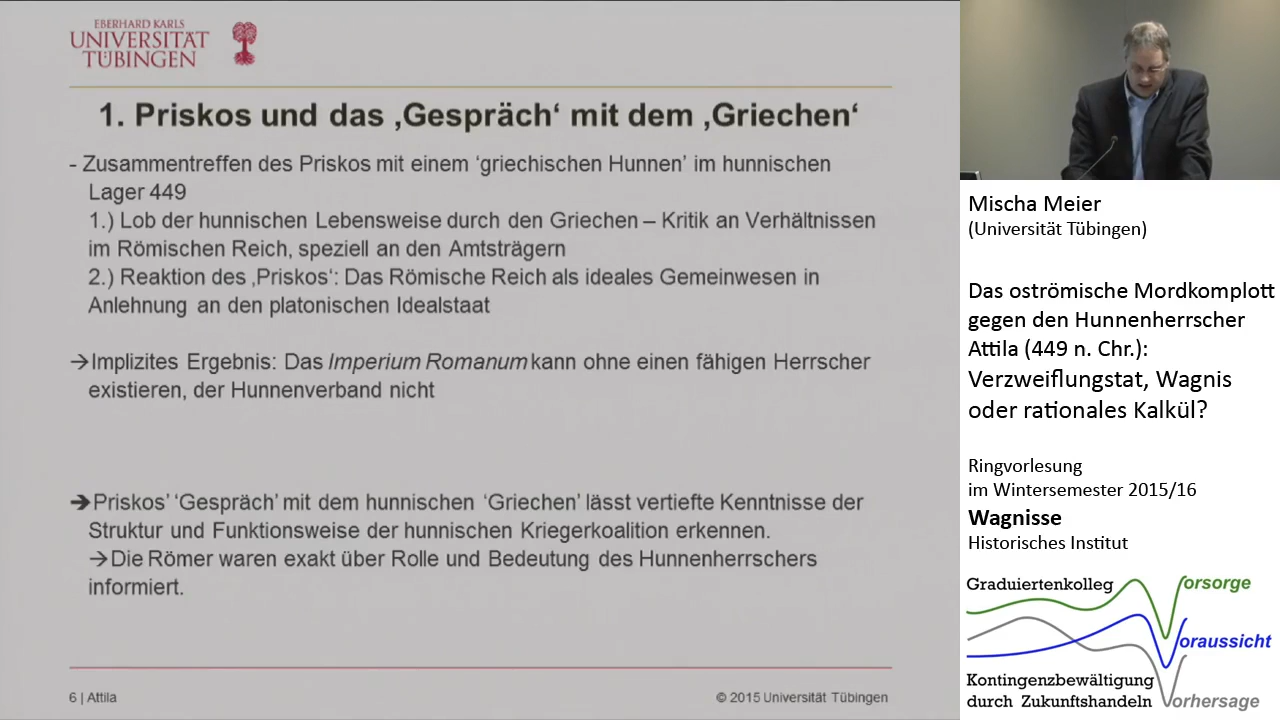 EBERHARD KARLS
UNIVERSITÄT
TÜBINGEN
1. Priskos und das ‚Gespräch‘ mit dem ‚Griechen‘
- Zusammentreffen des Priskos mit einem ‘griechischen Hunnen’ im hunnischen
Lager 449
1.) Lob der hunnischen Lebensweise durch den Griechen – Kritik an Verhältnissen
im Römischen Reich, speziell an den Amtsträgern
2.) Reaktion des ‚Priskos‘: Das Römische Reich als ideales Gemeinwesen in
Anlehnung an den platonischen Idealstaat
→Implizites Ergebnis: Das Imperium Romanum kann ohne einen fähigen Herrscher
existieren, der Hunnenverband nicht
→Priskos’ ‘Gespräch’ mit dem hunnischen ‘Griechen’ lässt vertiefte Kenntnisse der
Struktur und Funktionsweise der hunnischen Kriegerkoalition erkennen.
→Die Römer waren exakt über Rolle und Bedeutung des Hunnenherrschers
informiert.
6 | Attila
© 2015 Universität Tübingen
Mischa Meier
(Universität Tübingen)
Das oströmische Mordkomplott
gegen den Hunnenherrscher
Attila (449 n. Chr.):
Verzweiflungstat, Wagnis
oder rationales Kalkül?
Ringvorlesung
im Wintersemester 2015/16
Wagnisse
Historisches Institut
Graduiertenkolleg
Vorsorge
Voraussicht
Kontingenzbewältigung
durch Zukunftshandeln
Vorhersage